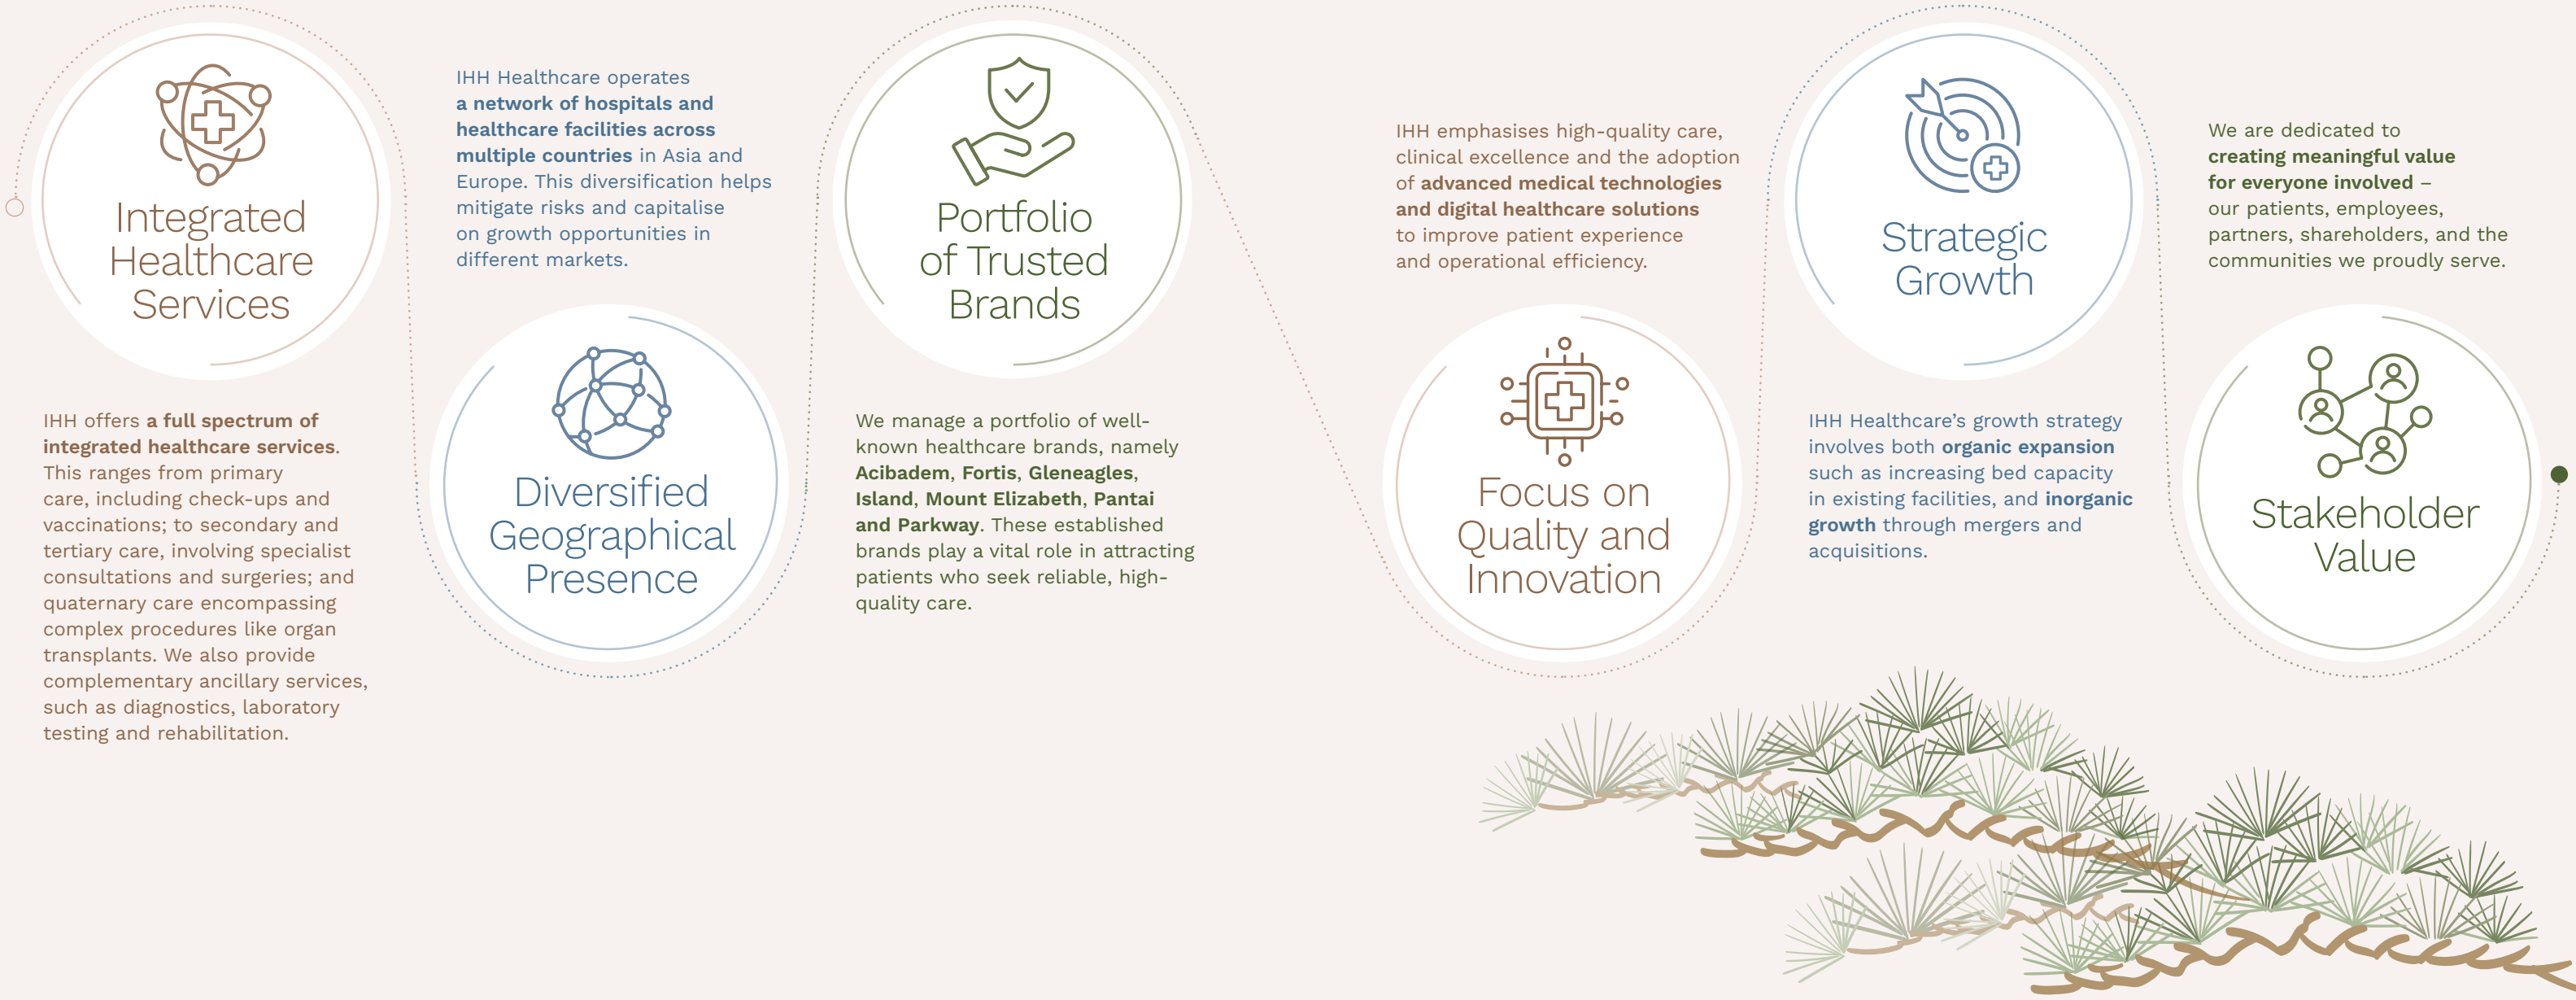 Integrated
Healthcare
Services
IHH offers a full spectrum of
integrated healthcare services.
This ranges from primary
care, including check-ups and
vaccinations; to secondary and
tertiary care, involving specialist
consultations and surgeries; and
quaternary care encompassing
complex procedures like organ
transplants. We also provide
complementary ancillary services,
such as diagnostics, laboratory
testing and rehabilitation.
IHH Healthcare operates
a network of hospitals and
healthcare facilities across
multiple countries in Asia and
Europe. This diversification helps
mitigate risks and capitalise
on growth opportunities in
different markets.
Diversified
Geographical
Presence
Portfolio
of Trusted
Brands
We manage a portfolio of well-
known healthcare brands, namely
Acibadem, Fortis, Gleneagles,
Island, Mount Elizabeth, Pantai
and Parkway. These established
brands play a vital role in attracting
patients who seek reliable, high-
quality care.
IHH emphasises high-quality care,
clinical excellence and the adoption
of advanced medical technologies
and digital healthcare solutions
to improve patient experience
and operational efficiency.
Focus on
Quality and
Innovation
Strategic
Growth
IHH Healthcare’s growth strategy
involves both organic expansion
such as increasing bed capacity
in existing facilities, and inorganic
growth through mergers and
acquisitions.
We are dedicated to
creating meaningful value
for everyone involved –
our patients, employees,
partners, shareholders, and the
communities we proudly serve.
Stakeholder
Value